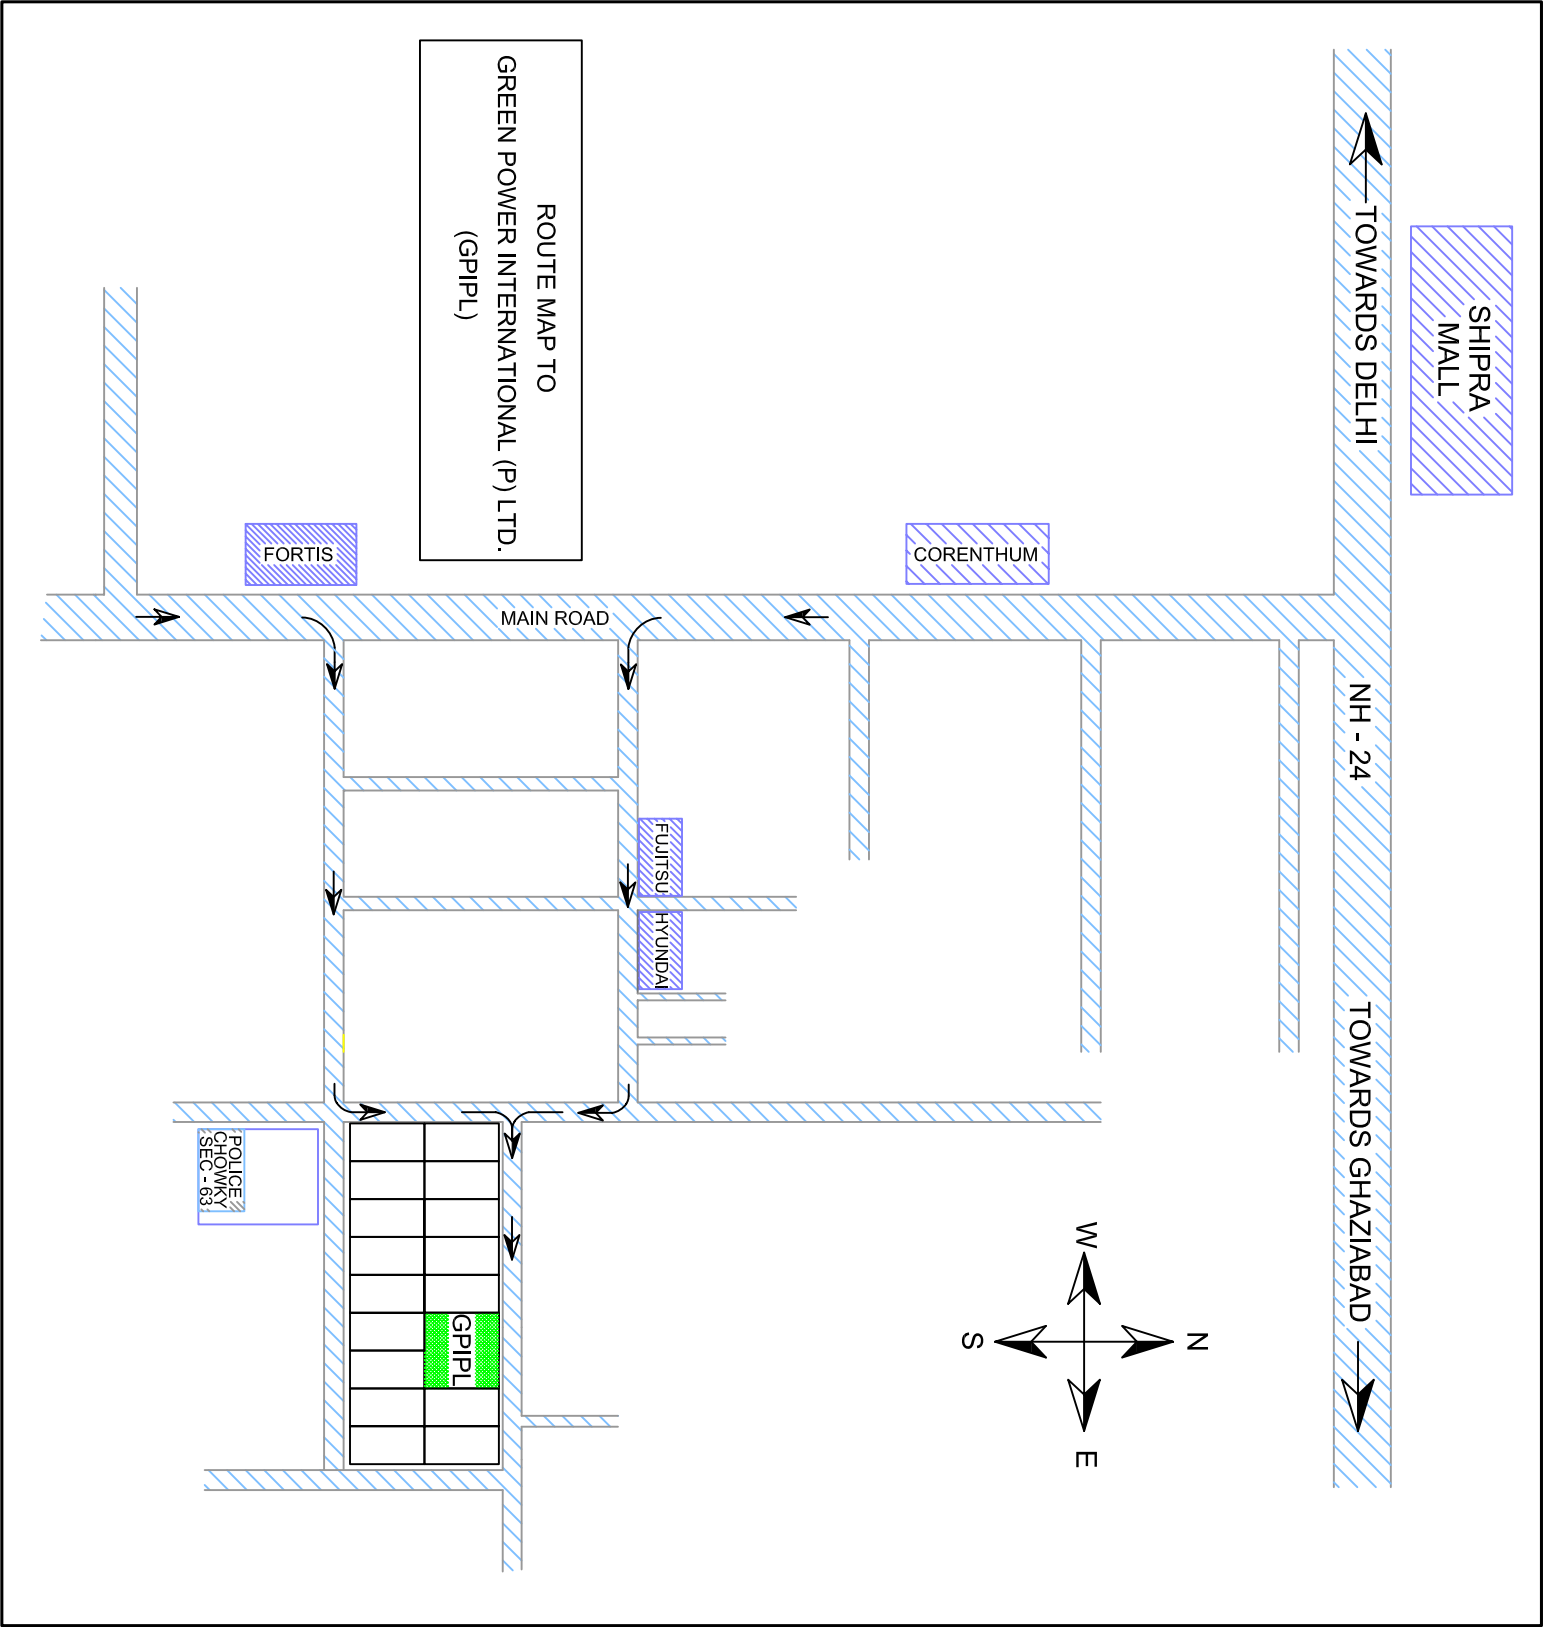 SHIPRA
MALL
TOWARDS DELHI
NH - 24
TOWARDS GHAZIABAD
ROUTE MAP TO
GREEN POWER INTERNATIONAL (P) LTD.
(GPIPL)
FORTIS
CORENTHUM
MAIN ROAD
FUJITSU
HYUNDAI
POLICE
CHOWKY
SEC - 63
GPIPL
W
N
S
E